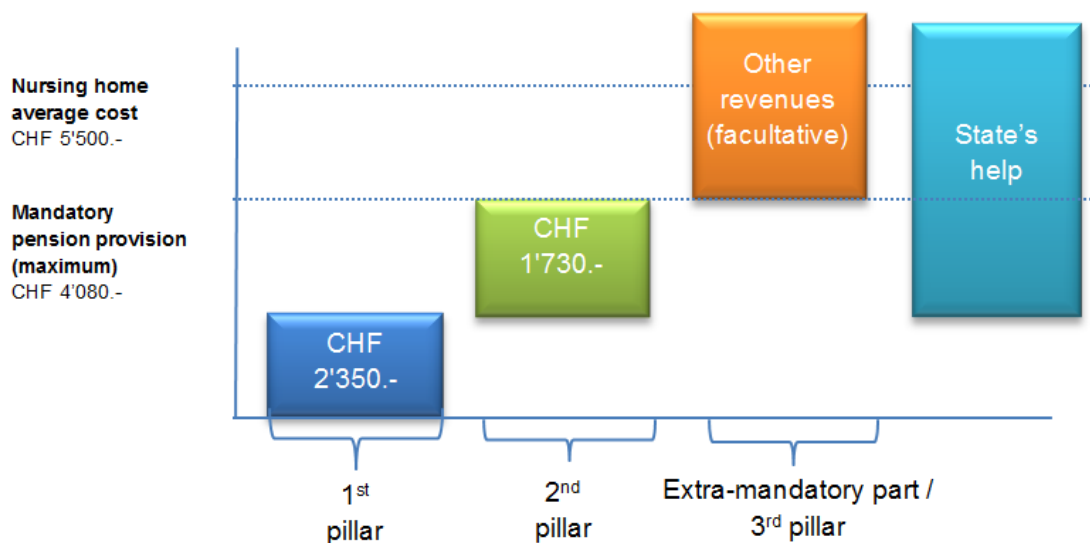 Nursing home
average cost
CHF 5'500.-
Mandatory
pension provision
(maximum)
CHF 4'080.-
CHF
2'350.-
CHF
1'730.-
Other
revenues
(facultative)
State's
help
1st
pillar
2nd
pillar
Extra-mandatory part /
3rd pillar